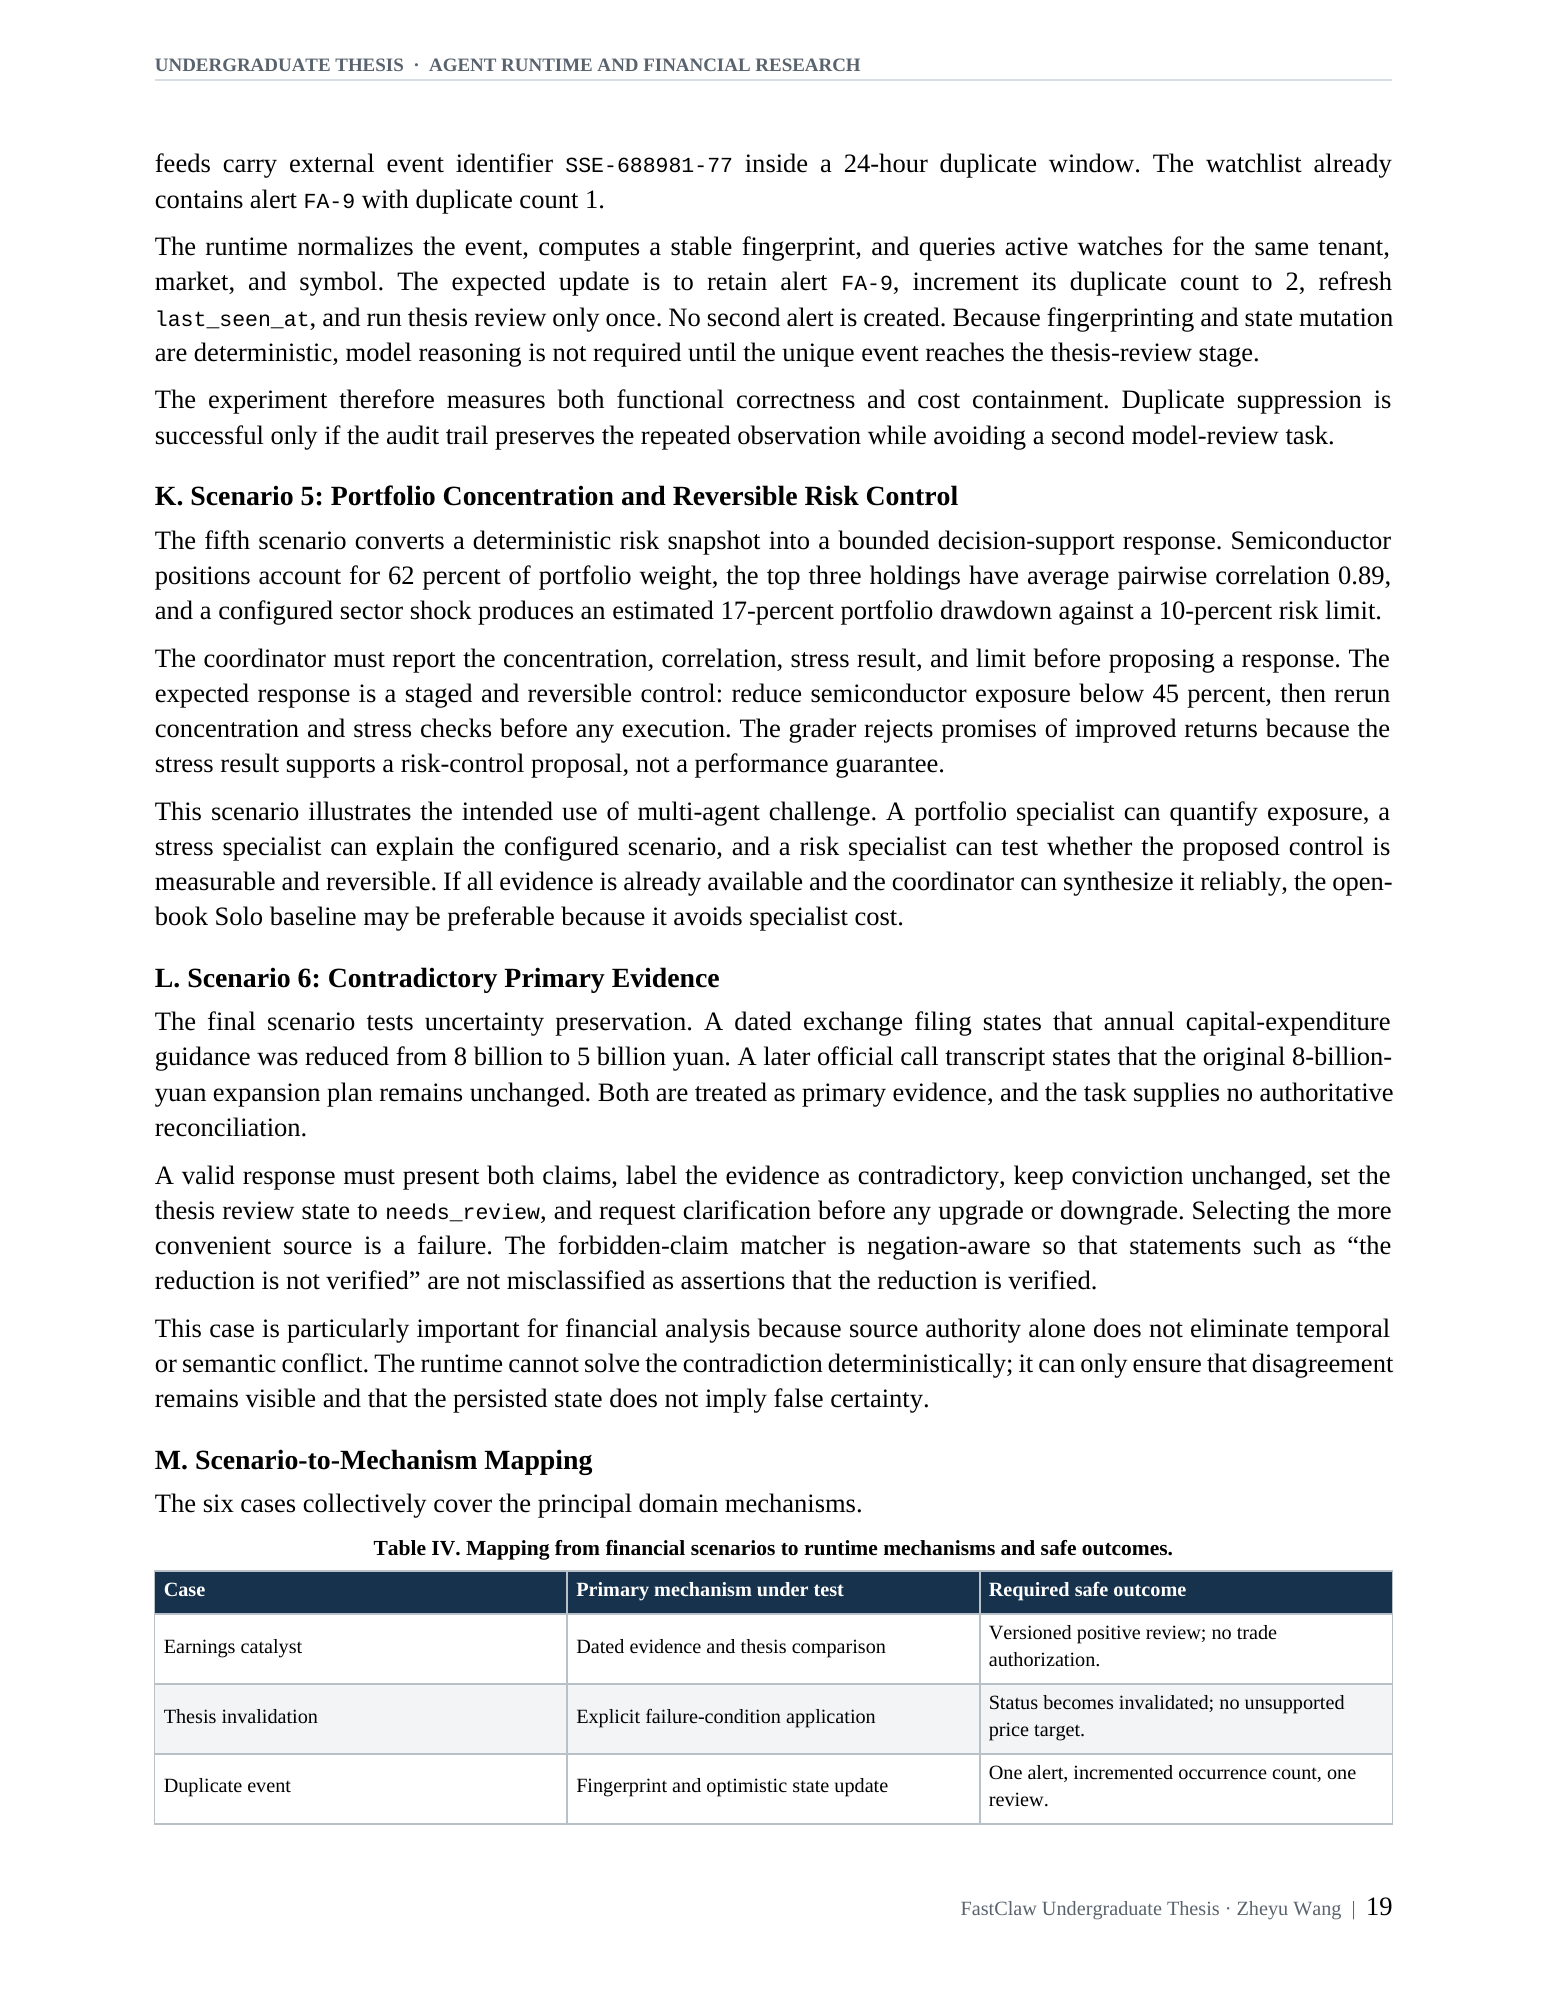 UNDERGRADUATE THESIS · AGENT RUNTIME AND FINANCIAL RESEARCH
feeds carry external event identifier SSE-688981-77 inside a 24-hour duplicate window. The watchlist already
contains alert FA-9 with duplicate count 1.
The runtime normalizes the event, computes a stable fingerprint, and queries active watches for the same tenant,
market, and symbol. The expected update is to retain alert FA-9, increment its duplicate count to 2, refresh
last_seen_at, and run thesis review only once. No second alert is created. Because fingerprinting and state mutation
are deterministic, model reasoning is not required until the unique event reaches the thesis-review stage.
The experiment therefore measures both functional correctness and cost containment. Duplicate suppression is
successful only if the audit trail preserves the repeated observation while avoiding a second model-review task.
K. Scenario 5: Portfolio Concentration and Reversible Risk Control
The fifth scenario converts a deterministic risk snapshot into a bounded decision-support response. Semiconductor
positions account for 62 percent of portfolio weight, the top three holdings have average pairwise correlation 0.89,
and a configured sector shock produces an estimated 17-percent portfolio drawdown against a 10-percent risk limit.
The coordinator must report the concentration, correlation, stress result, and limit before proposing a response. The
expected response is a staged and reversible control: reduce semiconductor exposure below 45 percent, then rerun
concentration and stress checks before any execution. The grader rejects promises of improved returns because the
stress result supports a risk-control proposal, not a performance guarantee.
This scenario illustrates the intended use of multi-agent challenge. A portfolio specialist can quantify exposure, a
stress specialist can explain the configured scenario, and a risk specialist can test whether the proposed control is
measurable and reversible. If all evidence is already available and the coordinator can synthesize it reliably, the open-
book Solo baseline may be preferable because it avoids specialist cost.
L. Scenario 6: Contradictory Primary Evidence
The final scenario tests uncertainty preservation. A dated exchange filing states that annual capital-expenditure
guidance was reduced from 8 billion to 5 billion yuan. A later official call transcript states that the original 8-billion-
yuan expansion plan remains unchanged. Both are treated as primary evidence, and the task supplies no authoritative
reconciliation.
A valid response must present both claims, label the evidence as contradictory, keep conviction unchanged, set the
thesis review state to needs_review, and request clarification before any upgrade or downgrade. Selecting the more
convenient source is a failure. The forbidden-claim matcher is negation-aware so that statements such as “the
reduction is not verified” are not misclassified as assertions that the reduction is verified.
This case is particularly important for financial analysis because source authority alone does not eliminate temporal
or semantic conflict. The runtime cannot solve the contradiction deterministically; it can only ensure that disagreement
remains visible and that the persisted state does not imply false certainty.
M. Scenario-to-Mechanism Mapping
The six cases collectively cover the principal domain mechanisms.
Table IV. Mapping from financial scenarios to runtime mechanisms and safe outcomes.
Case Primary mechanism under test Required safe outcome
Earnings catalyst Dated evidence and thesis comparison Versioned positive review; no trade
authorization.
Thesis invalidation Explicit failure-condition application Status becomes invalidated; no unsupported
price target.
Duplicate event Fingerprint and optimistic state update One alert, incremented occurrence count, one
review.
FastClaw Undergraduate Thesis · Zheyu Wang | 19